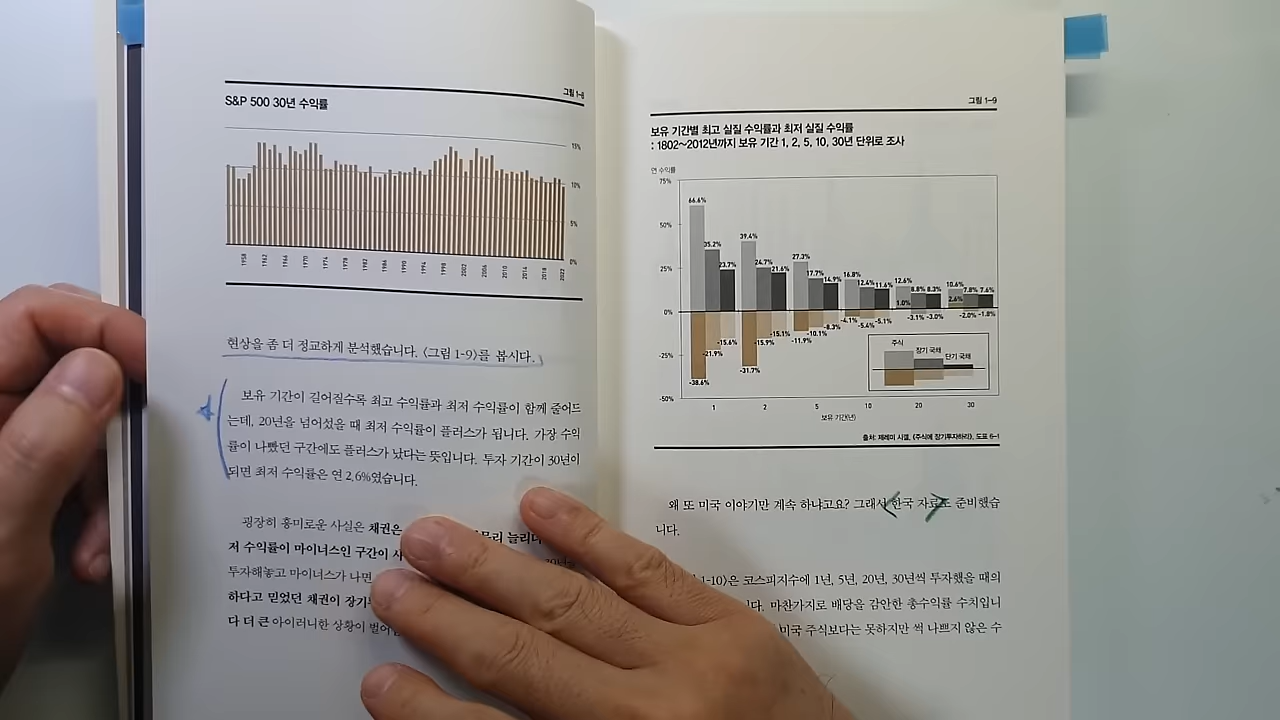 그림 1-8
S&P 500 30년 수익률
15%
10%
5%
0%
1958 1962 1966 1970 1974 1978 1982 1986 1990 1994 1998 2002 2006 2010 2014 2018 2022
현상을 좀 더 정교하게 분석했습니다. 〈그림 1-9〉를 봅시다.
보유 기간이 길어질수록 최고 수익률과 최저 수익률이 함께 줄어드
는데, 20년을 넘어섰을 때 최저 수익률이 플러스가 됩니다. 가장 수익
률이 나빴던 구간에도 플러스가 났다는 뜻입니다. 투자 기간이 30년이
되면 최저 수익률은 연 2.6%였습니다.
굉장히 흥미로운 사실은 채권은
저 수익률이 마이너스인 구간이
투자해놓고 마이너스가 나면
하다고 믿었던 채권이
다 더 큰 아이러니한 상황이
그림 1-9
보유 기간별 최고 실질 수익률과 최저 실질 수익률
: 1802~2012년까지 보유 기간 1, 2, 5, 10, 30년 단위로 조사
연 수익률
75%
50%
25%
0%
-25%
-50%
66.6% 35.2% 23.7% 39.4% 24.7% 21.6% 27.3% 17.7% 14.9% 16.8% 12.4% 11.6% 12.6% 8.8% 8.3% 10.6% 7.8% 7.6%
1.0% 2.6%
-38.6% -21.9% -15.6% -31.7% -15.9% -15.1% -11.9% -10.1% -8.3% -4.1% -5.4% -5.1% -3.1% -3.0% -2.0% -1.8%
주식
장기 국채
단기 국채
1 2 5 10 20 30
보유 기간(년)
출처: 제레미 시겔, 《주식에 장기투자하라》, 도표 6-1
왜 또 미국 이야기만 계속 하냐고요? 그래서 한국 자료도 준비했습
니다.
1-10〉은 코스피지수에 1년, 5년, 20년, 30년씩 투자했을 때의
마찬가지로 배당을 감안한 총수익률 수치입니
미국 주식보다는 못하지만 썩 나쁘지 않은 수